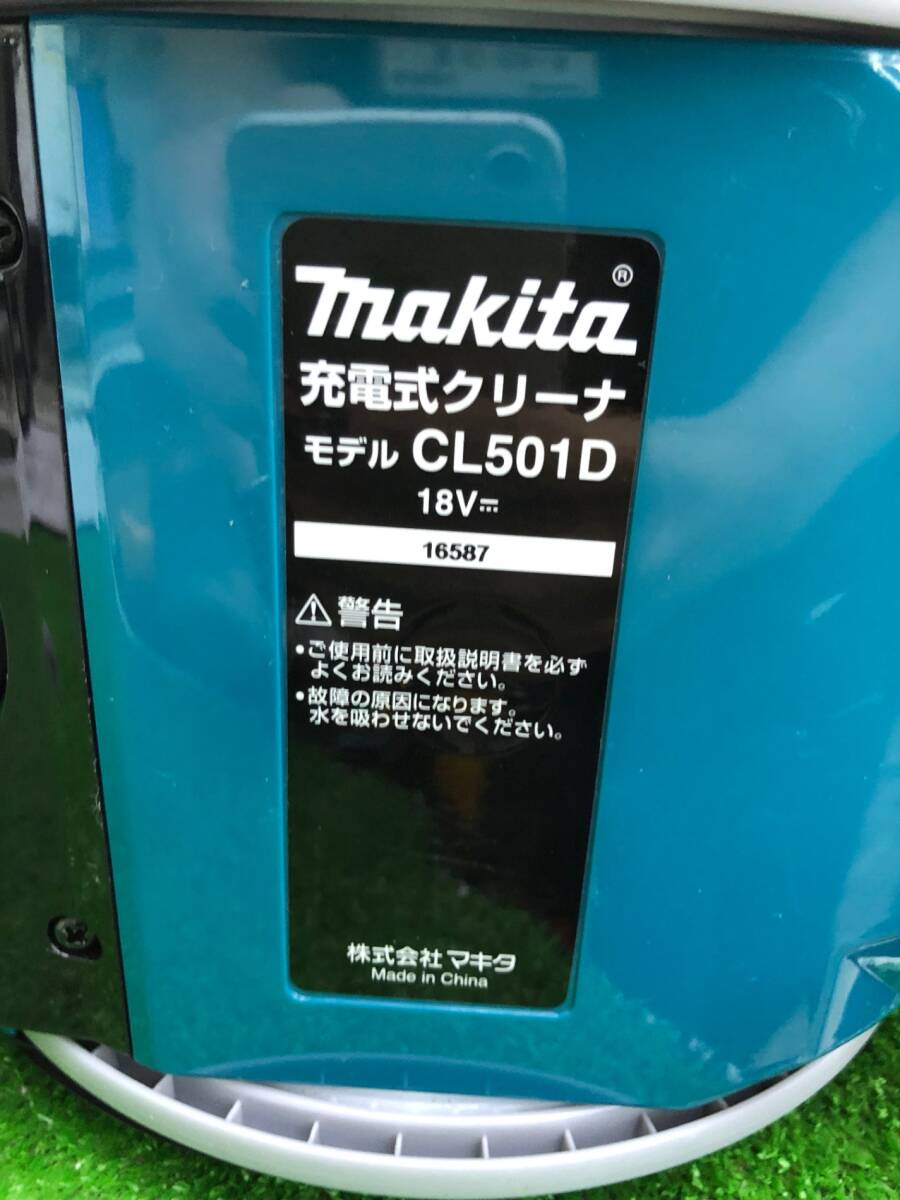 makita®
充電式クリーナ
モデル CL501D
18V⎓
16587
⚠警告
•ご使用前に取扱説明書を必ず
よくお読みください。
•故障の原因になります。
水を吸わせないでください。
株式会社 マキタ
Made in China